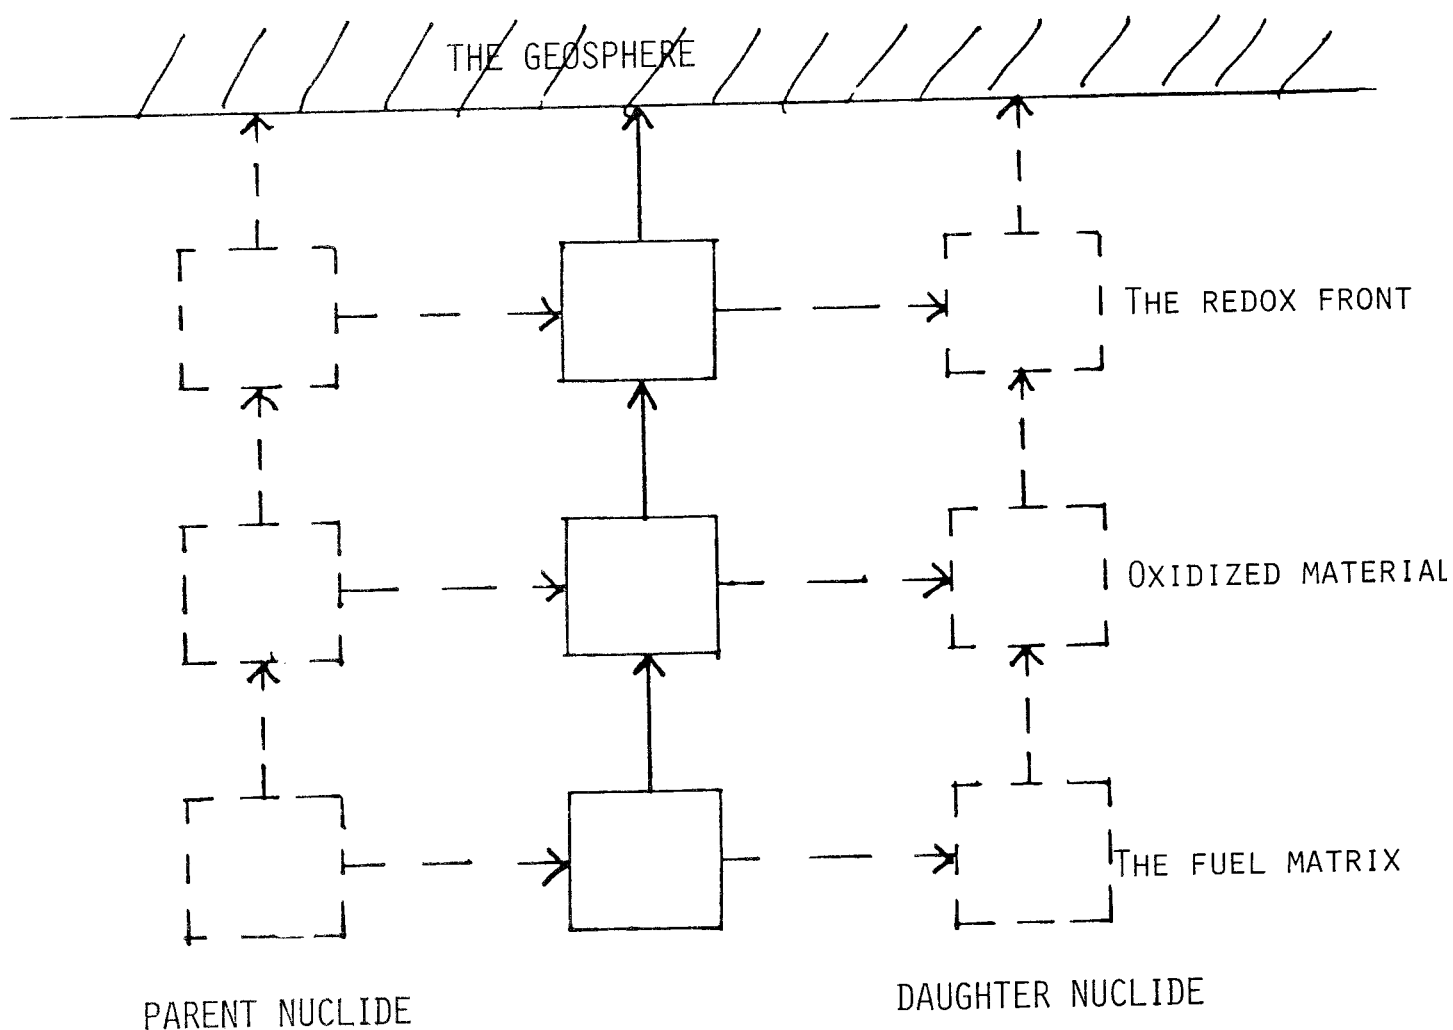 THE GEOSPHERE
THE REDOX FRONT
OXIDIZED MATERIAL
THE FUEL MATRIX
PARENT NUCLIDE
DAUGHTER NUCLIDE